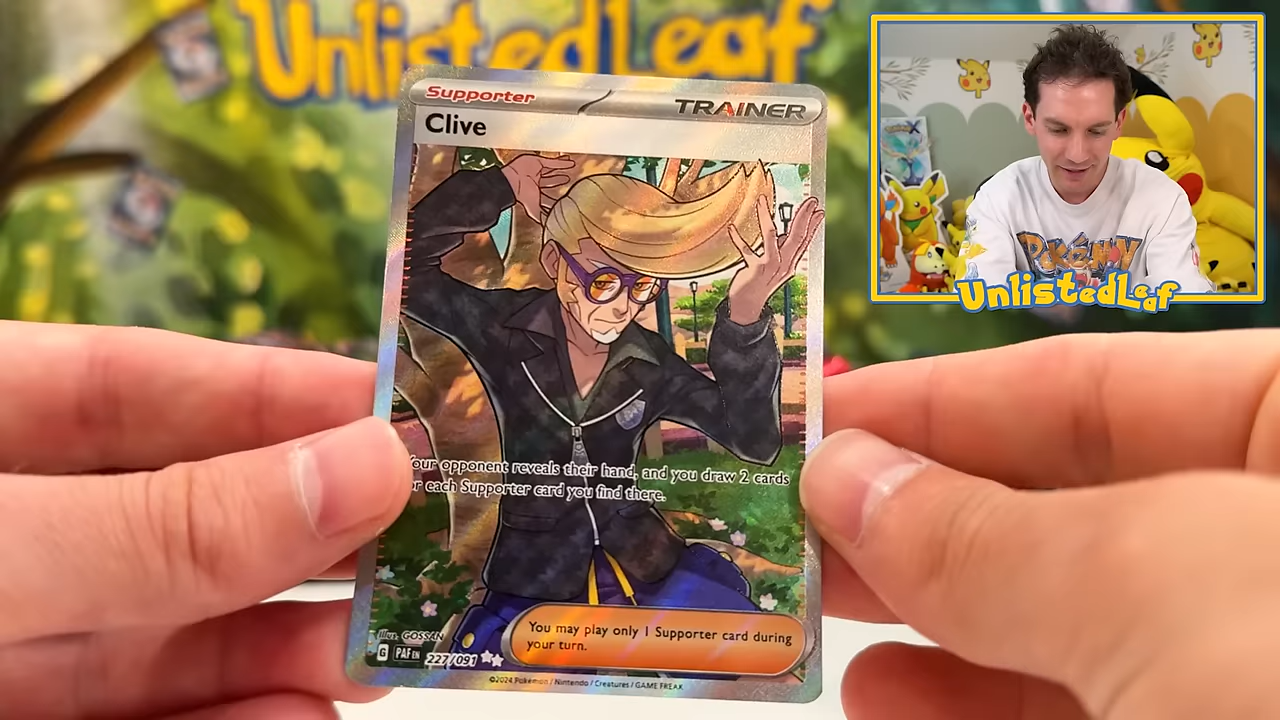 UnlistedLeaf
Supporter
TRAINER
Clive
our opponent reveals their hand, and you draw 2 cards
r each Supporter card you find there.
You may play only 1 Supporter card during
your turn.
Illus. GOSSAN
G PAF EN 227/091
©2024 Pokémon / Nintendo / Creatures / GAME FREAK
POKÉMON
UnlistedLeaf